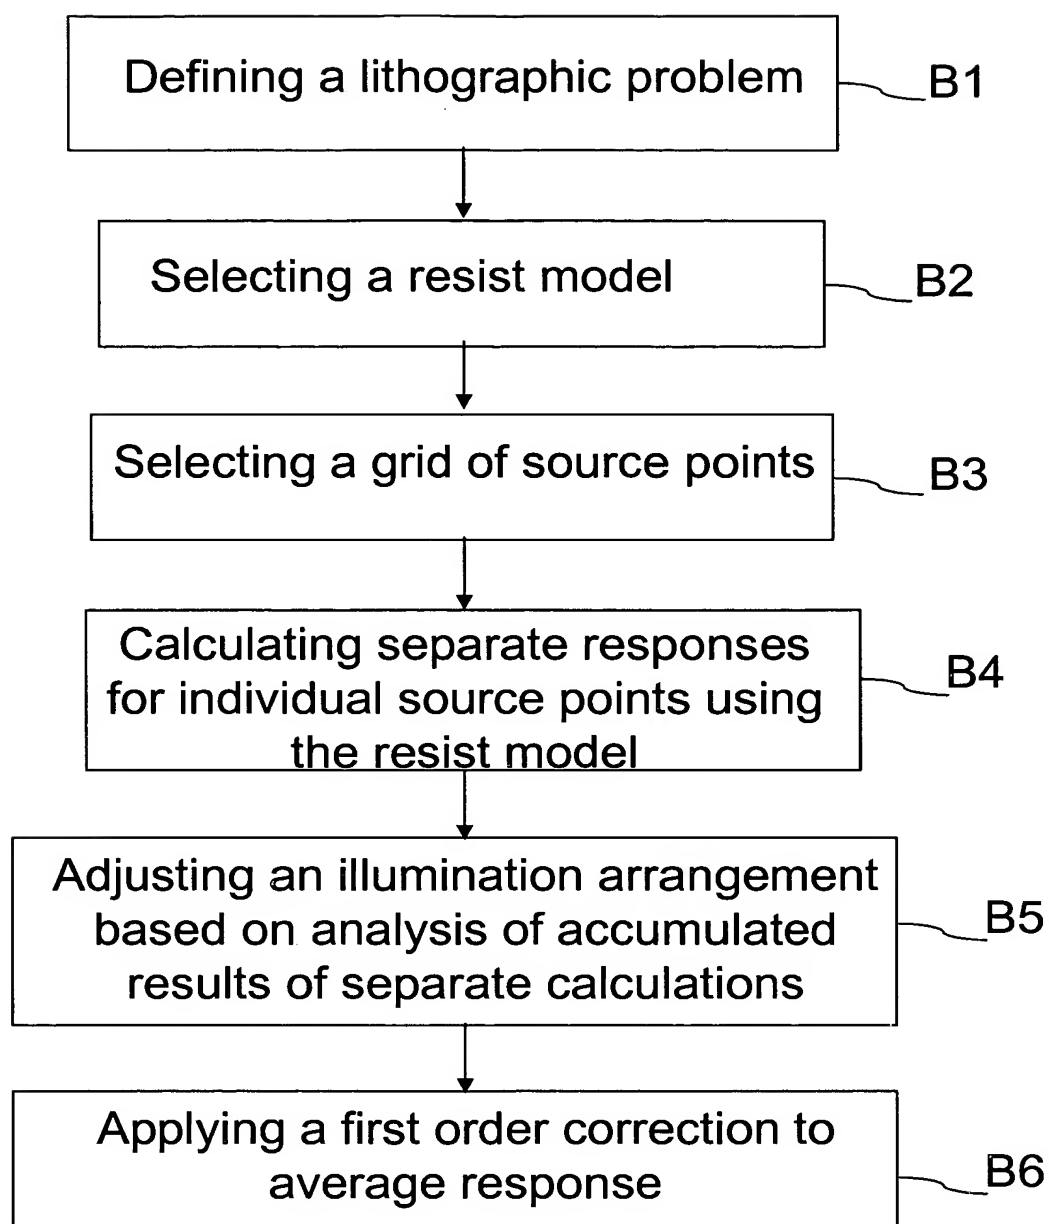 Defining a lithographic problem
B1
Selecting a resist model
B2
Selecting a grid of source points
B3
Calculating separate responses
for individual source points using
the resist model
B4
Adjusting an illumination arrangement
based on analysis of accumulated
results of separate calculations
B5
Applying a first order correction to
average response
B6